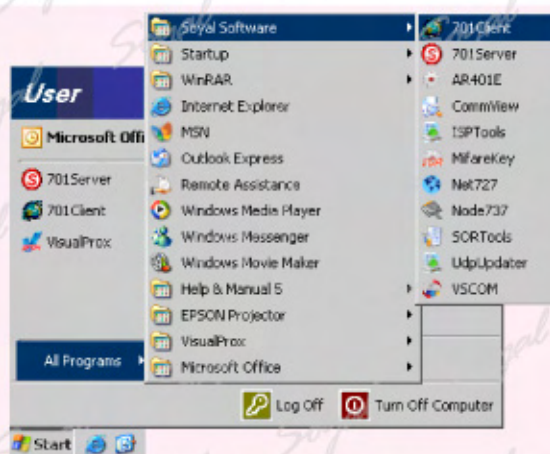 User
Microsoft Offi
701Server
701Client
VisualProx
All Programs
Soyal Software
Startup
WinRAR
Internet Explorer
MSN
Outlook Express
Remote Assistance
Windows Media Player
Windows Messenger
Windows Movie Maker
Help & Manual 5
EPSON Projector
VisualProx
Microsoft Office
701Client
701Server
AR401E
CommView
ISPTools
MifareKey
Net727
Node737
SORTools
UdpUpdater
VSCOM
Log Off
Turn Off Computer
Start